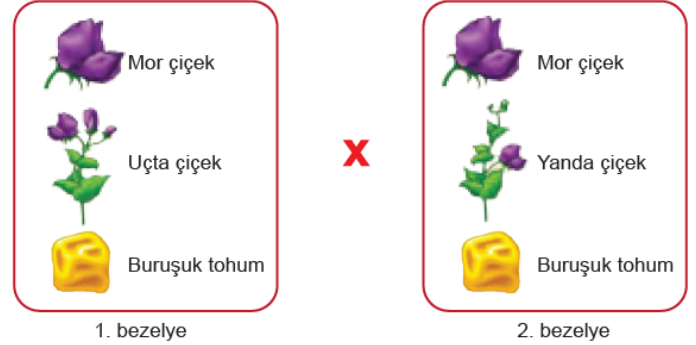 Mor çiçek
Uçta çiçek
Buruşuk tohum
1. bezelye
X
Mor çiçek
Yanda çiçek
Buruşuk tohum
2. bezelye